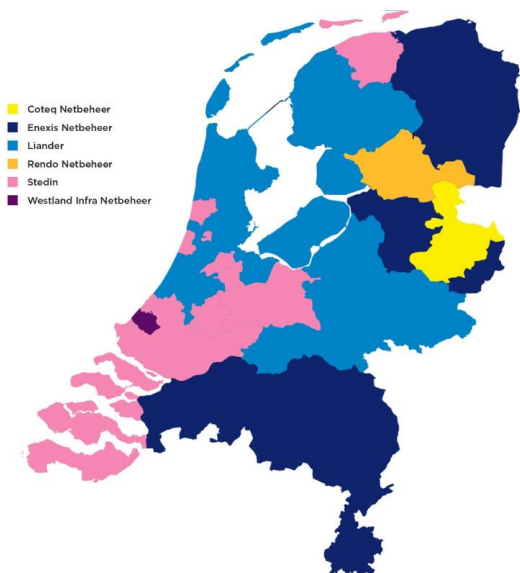 Coteq Netbeheer
Enexis Netbeheer
Liander
Rendo Netbeheer
Stedin
Westland Infra Netbeheer